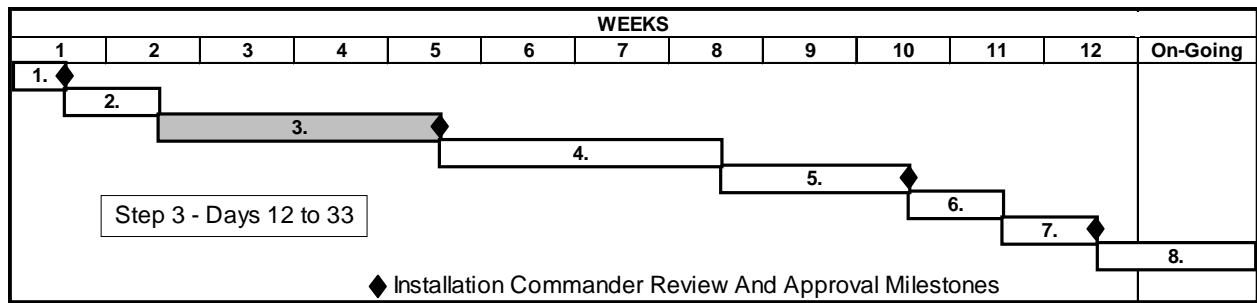 WEEKS
1 2 3 4 5 6 7 8 9 10 11 12 On-Going
1.
2.
3.
4.
5.
Step 3 - Days 12 to 33
6.
7.
8.
Installation Commander Review And Approval Milestones